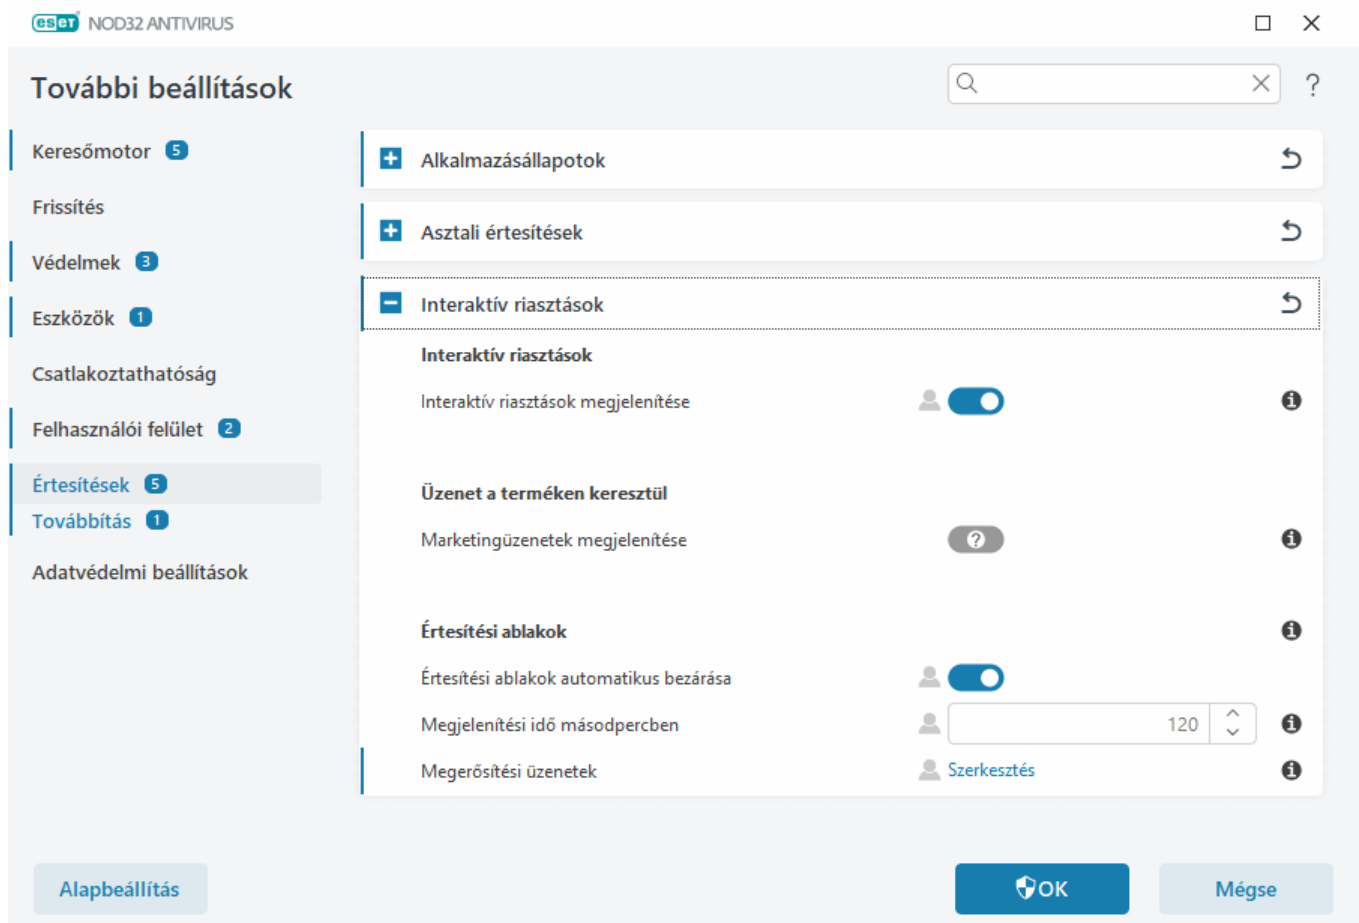 eset NOD32 ANTIVIRUS
További beállítások
?
Keresőmotor 5
Frissítés
Védelmek 3
Eszközök 1
Csatlakoztathatóság
Felhasználói felület 2
Értesítések 5
Továbbítás 1
Adatvédelmi beállítások
Alkalmazásállapotok
Asztali értesítések
Interaktív riasztások
Interaktív riasztások
Interaktív riasztások megjelenítése
Üzenet a terméken keresztül
Marketingüzenetek megjelenítése ?
Értesítési ablakok
Értesítési ablakok automatikus bezárása
Megjelenítési idő másodpercben 120
Megerősítési üzenetek Szerkesztés
Alapbeállítás
OK
Mégse